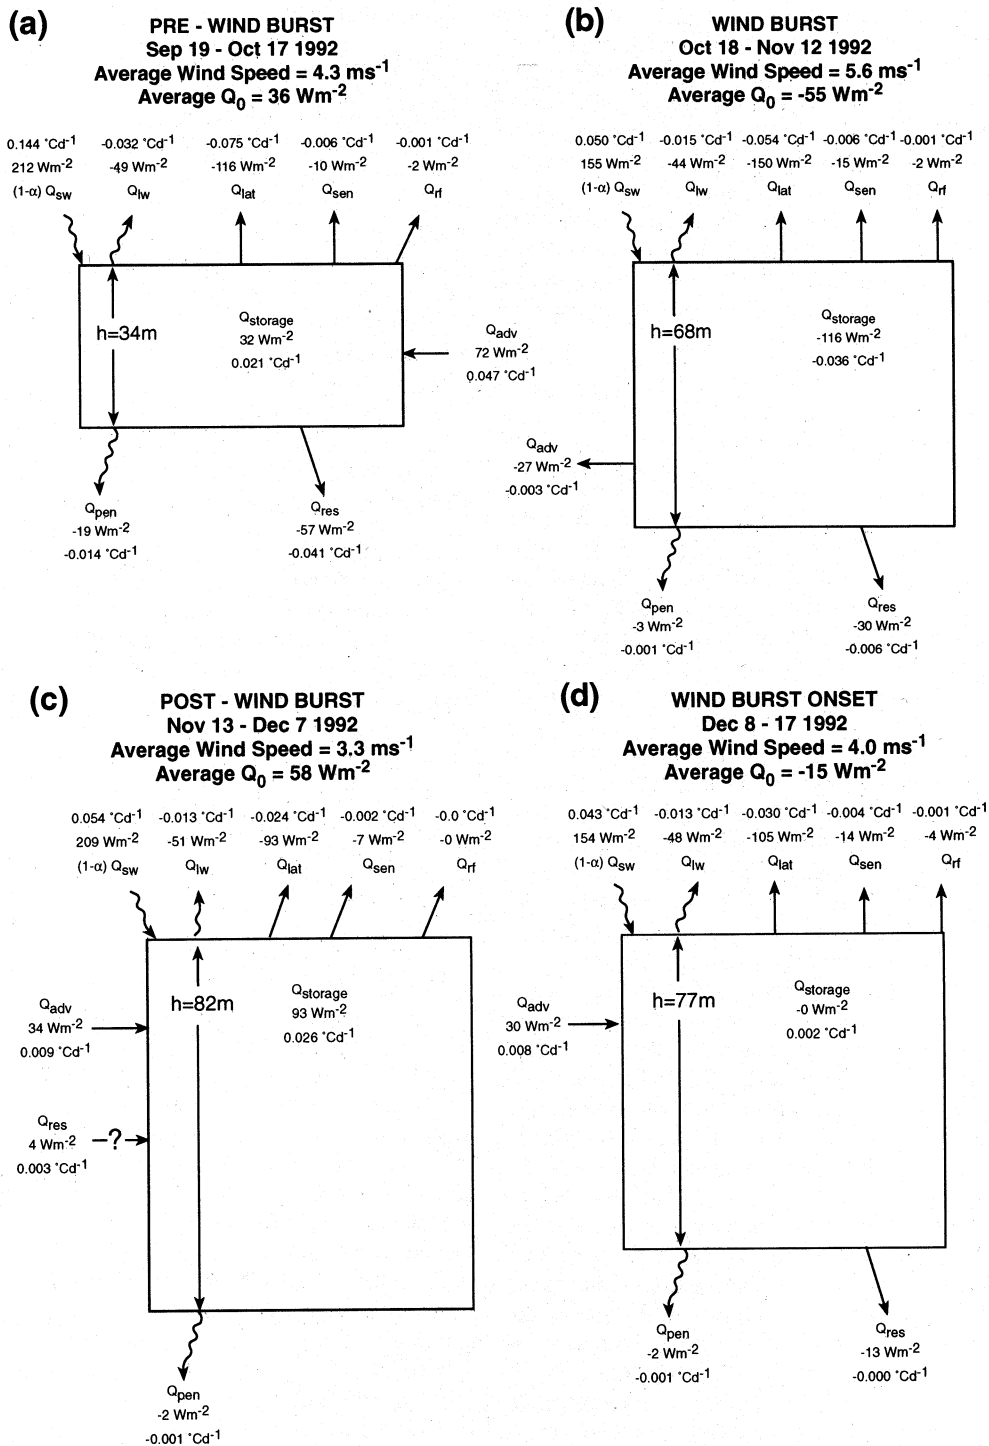 (a)
PRE - WIND BURST
Sep 19 - Oct 17 1992
Average Wind Speed = 4.3 ms-1
Average Q0 = 36 Wm-2
0.144 °Cd-1 -0.032 °Cd-1 -0.075 °Cd-1 -0.006 °Cd-1 -0.001 °Cd-1
212 Wm-2 -49 Wm-2 -116 Wm-2 -10 Wm-2 -2 Wm-2
(1-α) Qsw Qlw Qlat Qsen Qrf
h=34m
Qstorage
32 Wm-2
0.021 °Cd-1
Qadv
72 Wm-2
0.047 °Cd-1
Qpen
-19 Wm-2
-0.014 °Cd-1
Qres
-57 Wm-2
-0.041 °Cd-1
(b)
WIND BURST
Oct 18 - Nov 12 1992
Average Wind Speed = 5.6 ms-1
Average Q0 = -55 Wm-2
0.050 °Cd-1 -0.015 °Cd-1 -0.054 °Cd-1 -0.006 °Cd-1 -0.001 °Cd-1
155 Wm-2 -44 Wm-2 -150 Wm-2 -15 Wm-2 -2 Wm-2
(1-α) Qsw Qlw Qlat Qsen Qrf
h=68m
Qstorage
-116 Wm-2
-0.036 °Cd-1
Qadv
-27 Wm-2
-0.003 °Cd-1
Qpen
-3 Wm-2
-0.001 °Cd-1
Qres
-30 Wm-2
-0.006 °Cd-1
(c)
POST - WIND BURST
Nov 13 - Dec 7 1992
Average Wind Speed = 3.3 ms-1
Average Q0 = 58 Wm-2
0.054 °Cd-1 -0.013 °Cd-1 -0.024 °Cd-1 -0.002 °Cd-1 -0.0 °Cd-1
209 Wm-2 -51 Wm-2 -93 Wm-2 -7 Wm-2 -0 Wm-2
(1-α) Qsw Qlw Qlat Qsen Qrf
h=82m
Qstorage
93 Wm-2
0.026 °Cd-1
Qadv
34 Wm-2
0.009 °Cd-1
Qres
4 Wm-2 ?
0.003 °Cd-1
Qpen
-2 Wm-2
-0.001 °Cd-1
(d)
WIND BURST ONSET
Dec 8 - 17 1992
Average Wind Speed = 4.0 ms-1
Average Q0 = -15 Wm-2
0.043 °Cd-1 -0.013 °Cd-1 -0.030 °Cd-1 -0.004 °Cd-1 -0.001 °Cd-1
154 Wm-2 -48 Wm-2 -105 Wm-2 -14 Wm-2 -4 Wm-2
(1-α) Qsw Qlw Qlat Qsen Qrf
h=77m
Qstorage
-0 Wm-2
0.002 °Cd-1
Qadv
30 Wm-2
0.008 °Cd-1
Qpen
-2 Wm-2
-0.001 °Cd-1
Qres
-13 Wm-2
-0.000 °Cd-1